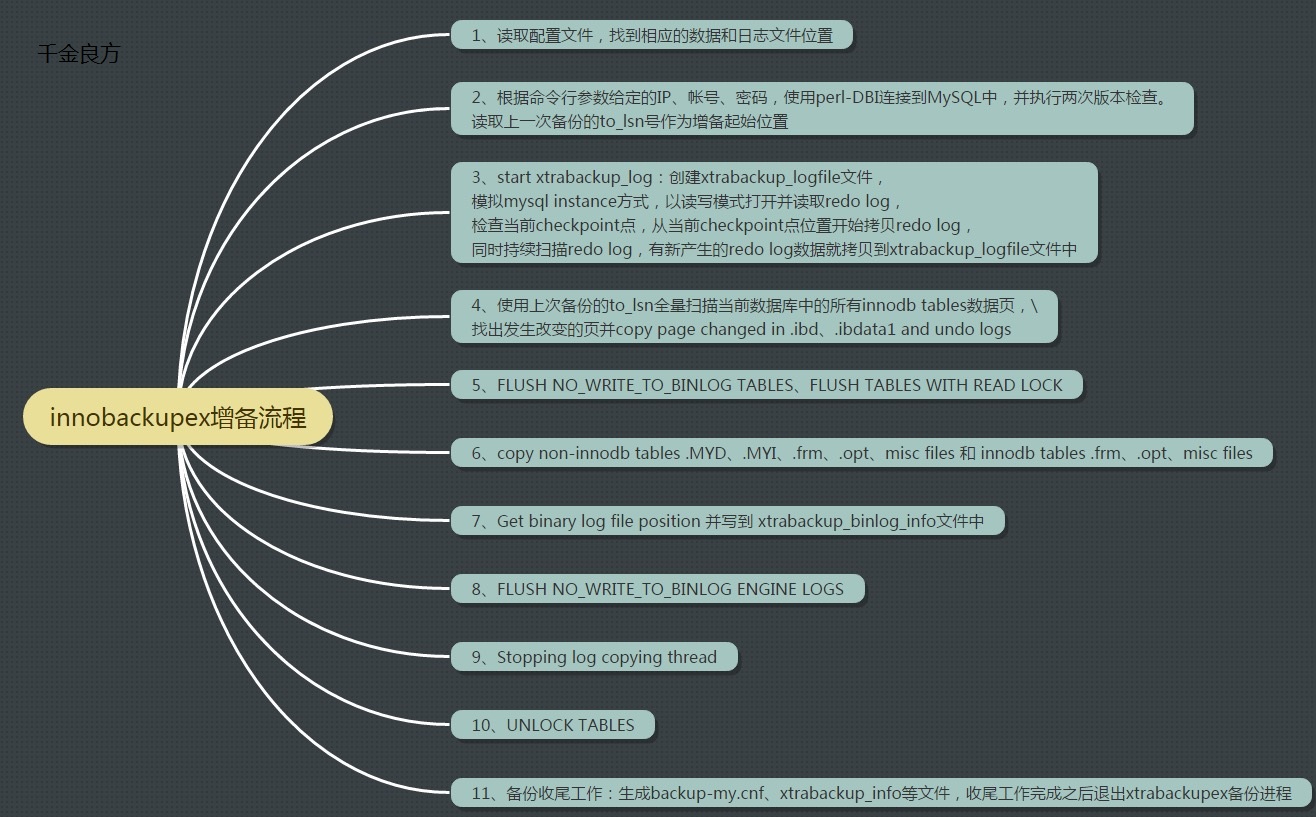 千金良方
1、读取配置文件，找到相应的数据和日志文件位置
2、根据命令行参数给定的IP、帐号、密码，使用perl-DBI连接到MySQL中，并执行两次版本检查。
读取上一次备份的to_lsn号作为增备起始位置
3、start xtrabackup_log：创建xtrabackup_logfile文件，
模拟mysql instance方式，以读写模式打开并读取redo log，
检查当前checkpoint点，从当前checkpoint点位置开始拷贝redo log，
同时持续扫描redo log，有新产生的redo log数据就拷贝到xtrabackup_logfile文件中
4、使用上次备份的to_lsn全量扫描当前数据库中的所有innodb tables数据页，\
找出发生改变的页并copy page changed in .ibd、.ibdata1 and undo logs
5、FLUSH NO_WRITE_TO_BINLOG TABLES、FLUSH TABLES WITH READ LOCK
innobackupex增备流程
6、copy non-innodb tables .MYD、.MYI、.frm、.opt、misc files 和 innodb tables .frm、.opt、misc files
7、Get binary log file position 并写到 xtrabackup_binlog_info文件中
8、FLUSH NO_WRITE_TO_BINLOG ENGINE LOGS
9、Stopping log copying thread
10、UNLOCK TABLES
11、备份收尾工作：生成backup-my.cnf、xtrabackup_info等文件，收尾工作完成之后退出xtrabackupex备份进程